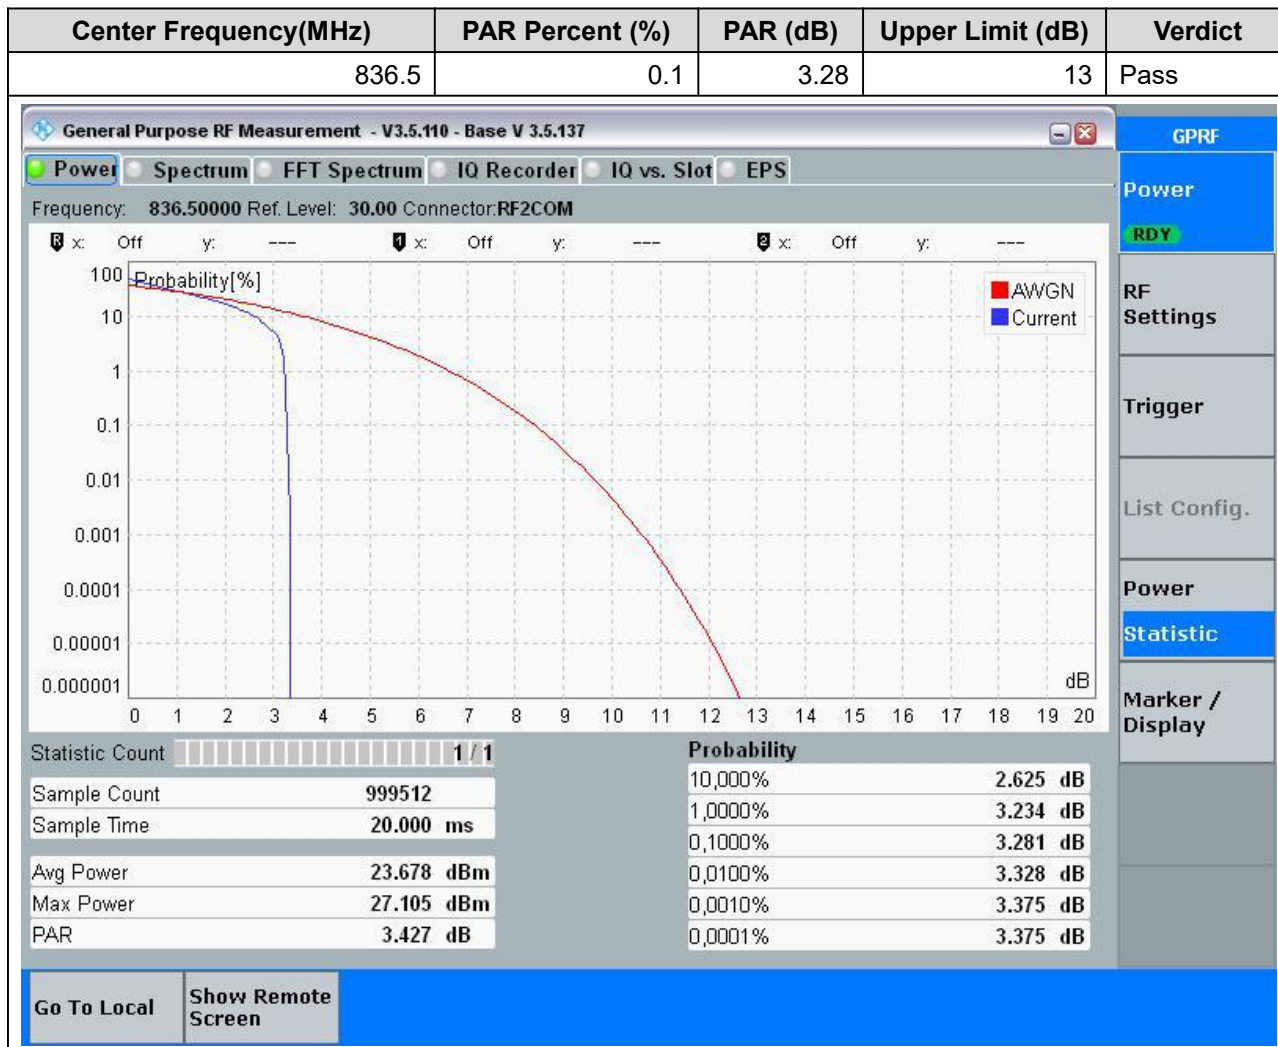 Center Frequency(MHz) PAR Percent (%) PAR (dB) Upper Limit (dB) Verdict
836.5 0.1 3.28 13 Pass
General Purpose RF Measurement - V3.5.110 - Base V 3.5.137
GPRF
Power Spectrum FFT Spectrum IQ Recorder IQ vs. Slot EPS
Power
RDY
Frequency: 836.50000 Ref. Level: 30.00 Connector:RF2COM
R x: Off y: --- 1 x: Off y: --- 2 x: Off y: ---
Probability[%]
AWGN
Current
100
10
1
0.1
0.01
0.001
0.0001
0.00001
0.000001
dB
0 1 2 3 4 5 6 7 8 9 10 11 12 13 14 15 16 17 18 19 20
RF
Settings
Trigger
List Config.
Power
Statistic
Marker /
Display
Statistic Count 1 / 1
Sample Count 999512
Sample Time 20.000 ms
Avg Power 23.678 dBm
Max Power 27.105 dBm
PAR 3.427 dB
Probability
10,000% 2.625 dB
1,0000% 3.234 dB
0,1000% 3.281 dB
0,0100% 3.328 dB
0,0010% 3.375 dB
0,0001% 3.375 dB
Go To Local
Show Remote
Screen